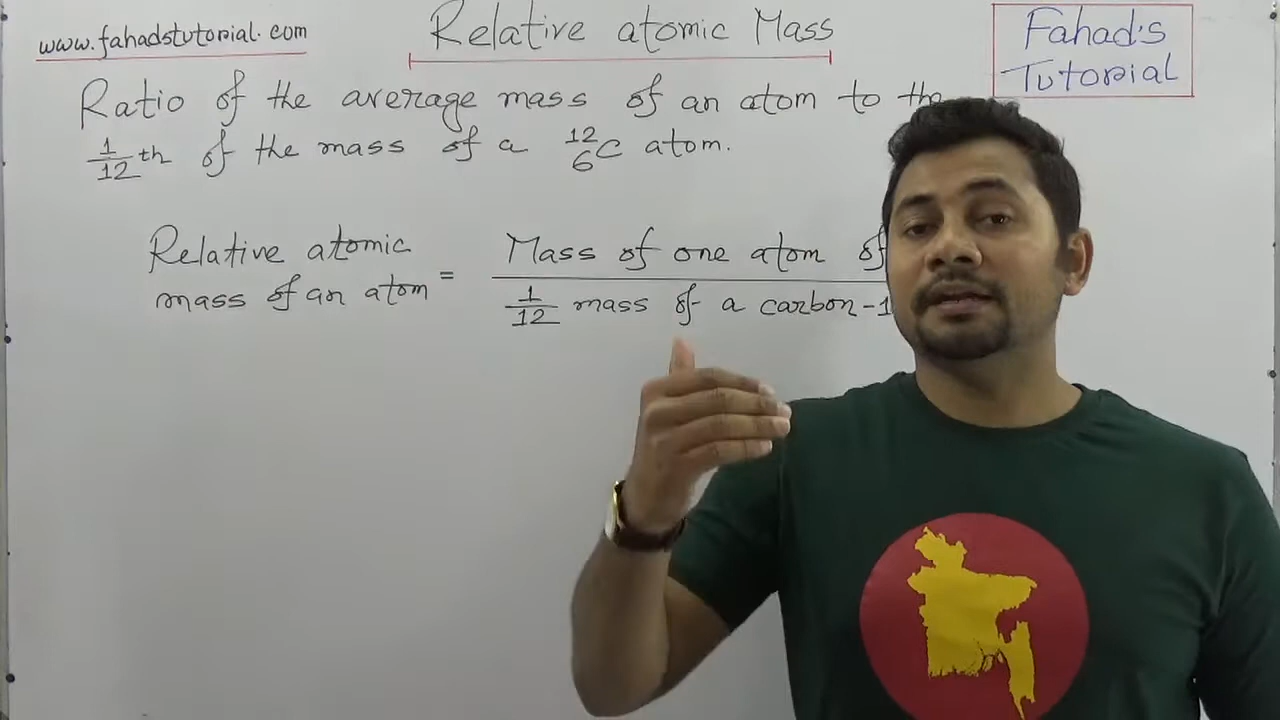 www.fahadstutorial.com
Relative atomic Mass
Fahad's
Tutorial
Ratio of the average mass of an atom to the
1/12 th of the mass of a ¹²₆C atom.
Relative atomic
mass of an atom =
Mass of one atom of
1/12 mass of a carbon-1